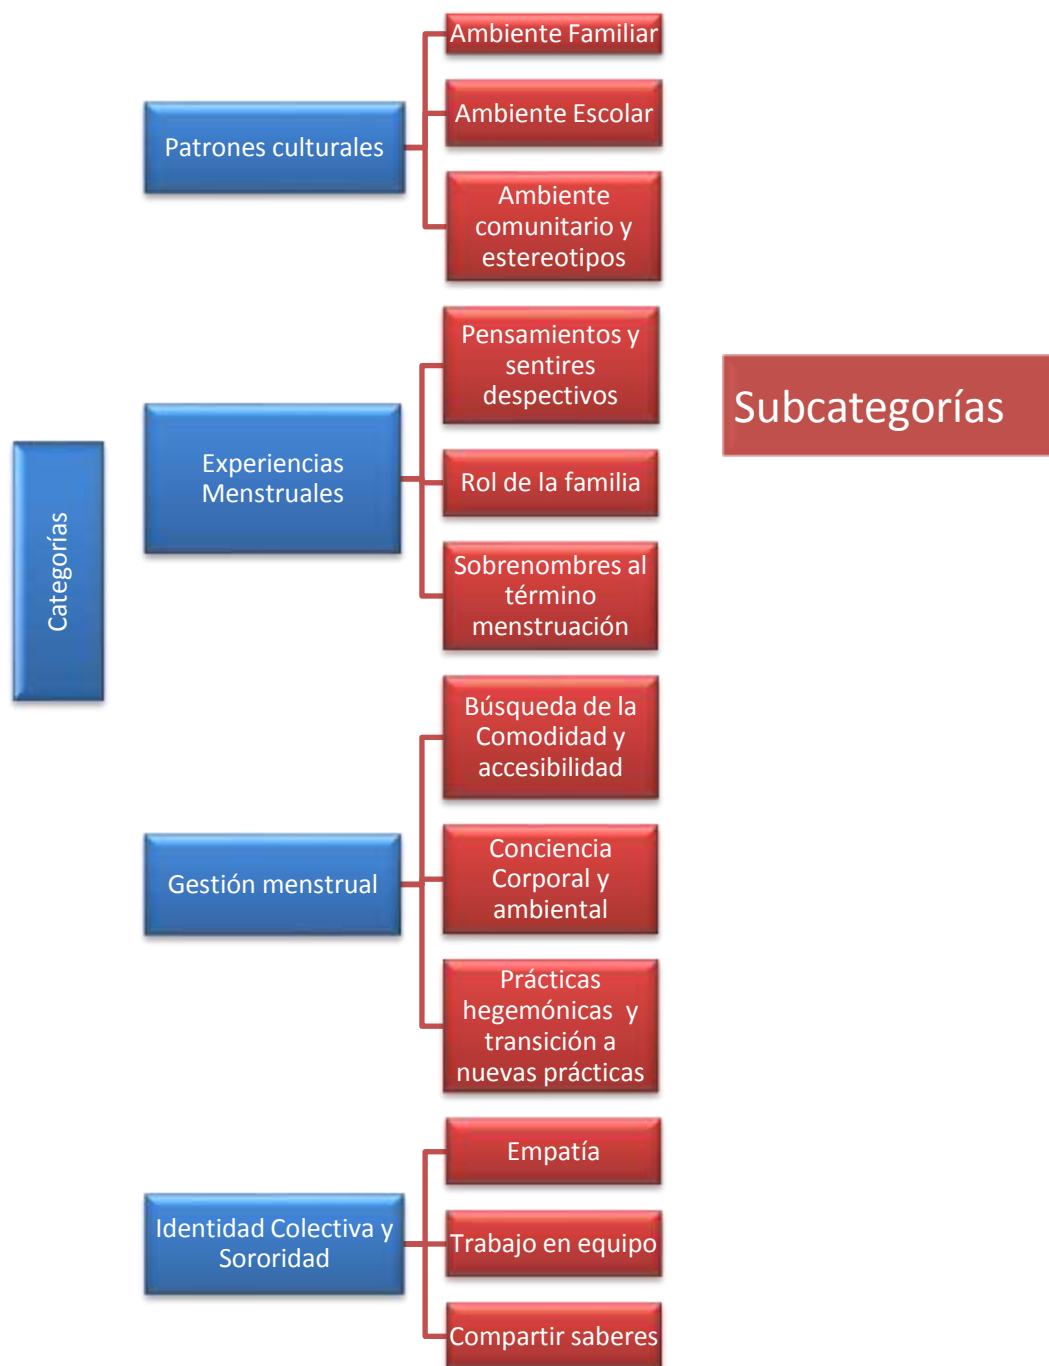 Categorías
Patrones culturales
Ambiente Familiar
Ambiente Escolar
Ambiente
comunitario y
estereotipos
Experiencias
Menstruales
Pensamientos y
sentires
despectivos
Rol de la familia
Sobrenombres al
término
menstruación
Gestión menstrual
Búsqueda de la
Comodidad y
accesibilidad
Conciencia
Corporal y
ambiental
Prácticas
hegemónicas y
transición a
nuevas prácticas
Identidad Colectiva y
Sororidad
Empatía
Trabajo en equipo
Compartir saberes
Subcategorías